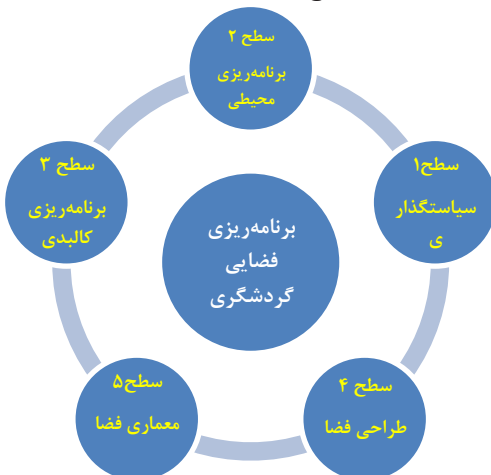 سطح ۲
برنامه‌ریزی
محیطی
سطح۱
سیاستگذار
ی
سطح ۳
برنامه‌ریزی
کالبدی
برنامه‌ریزی
فضایی
گردشگری
سطح ۴
طراحی فضا
سطح۵
معماری فضا